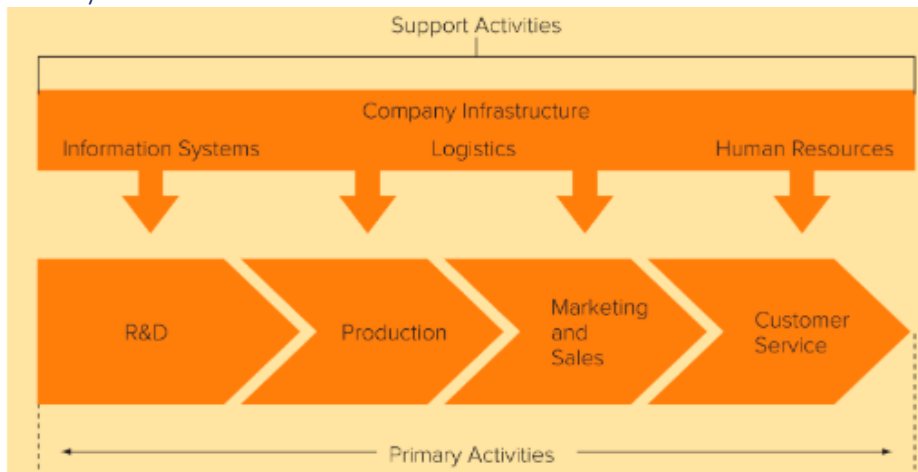 Support Activities
Company Infrastructure
Information Systems Logistics Human Resources
R&D
Production
Marketing
and
Sales
Customer
Service
Primary Activities